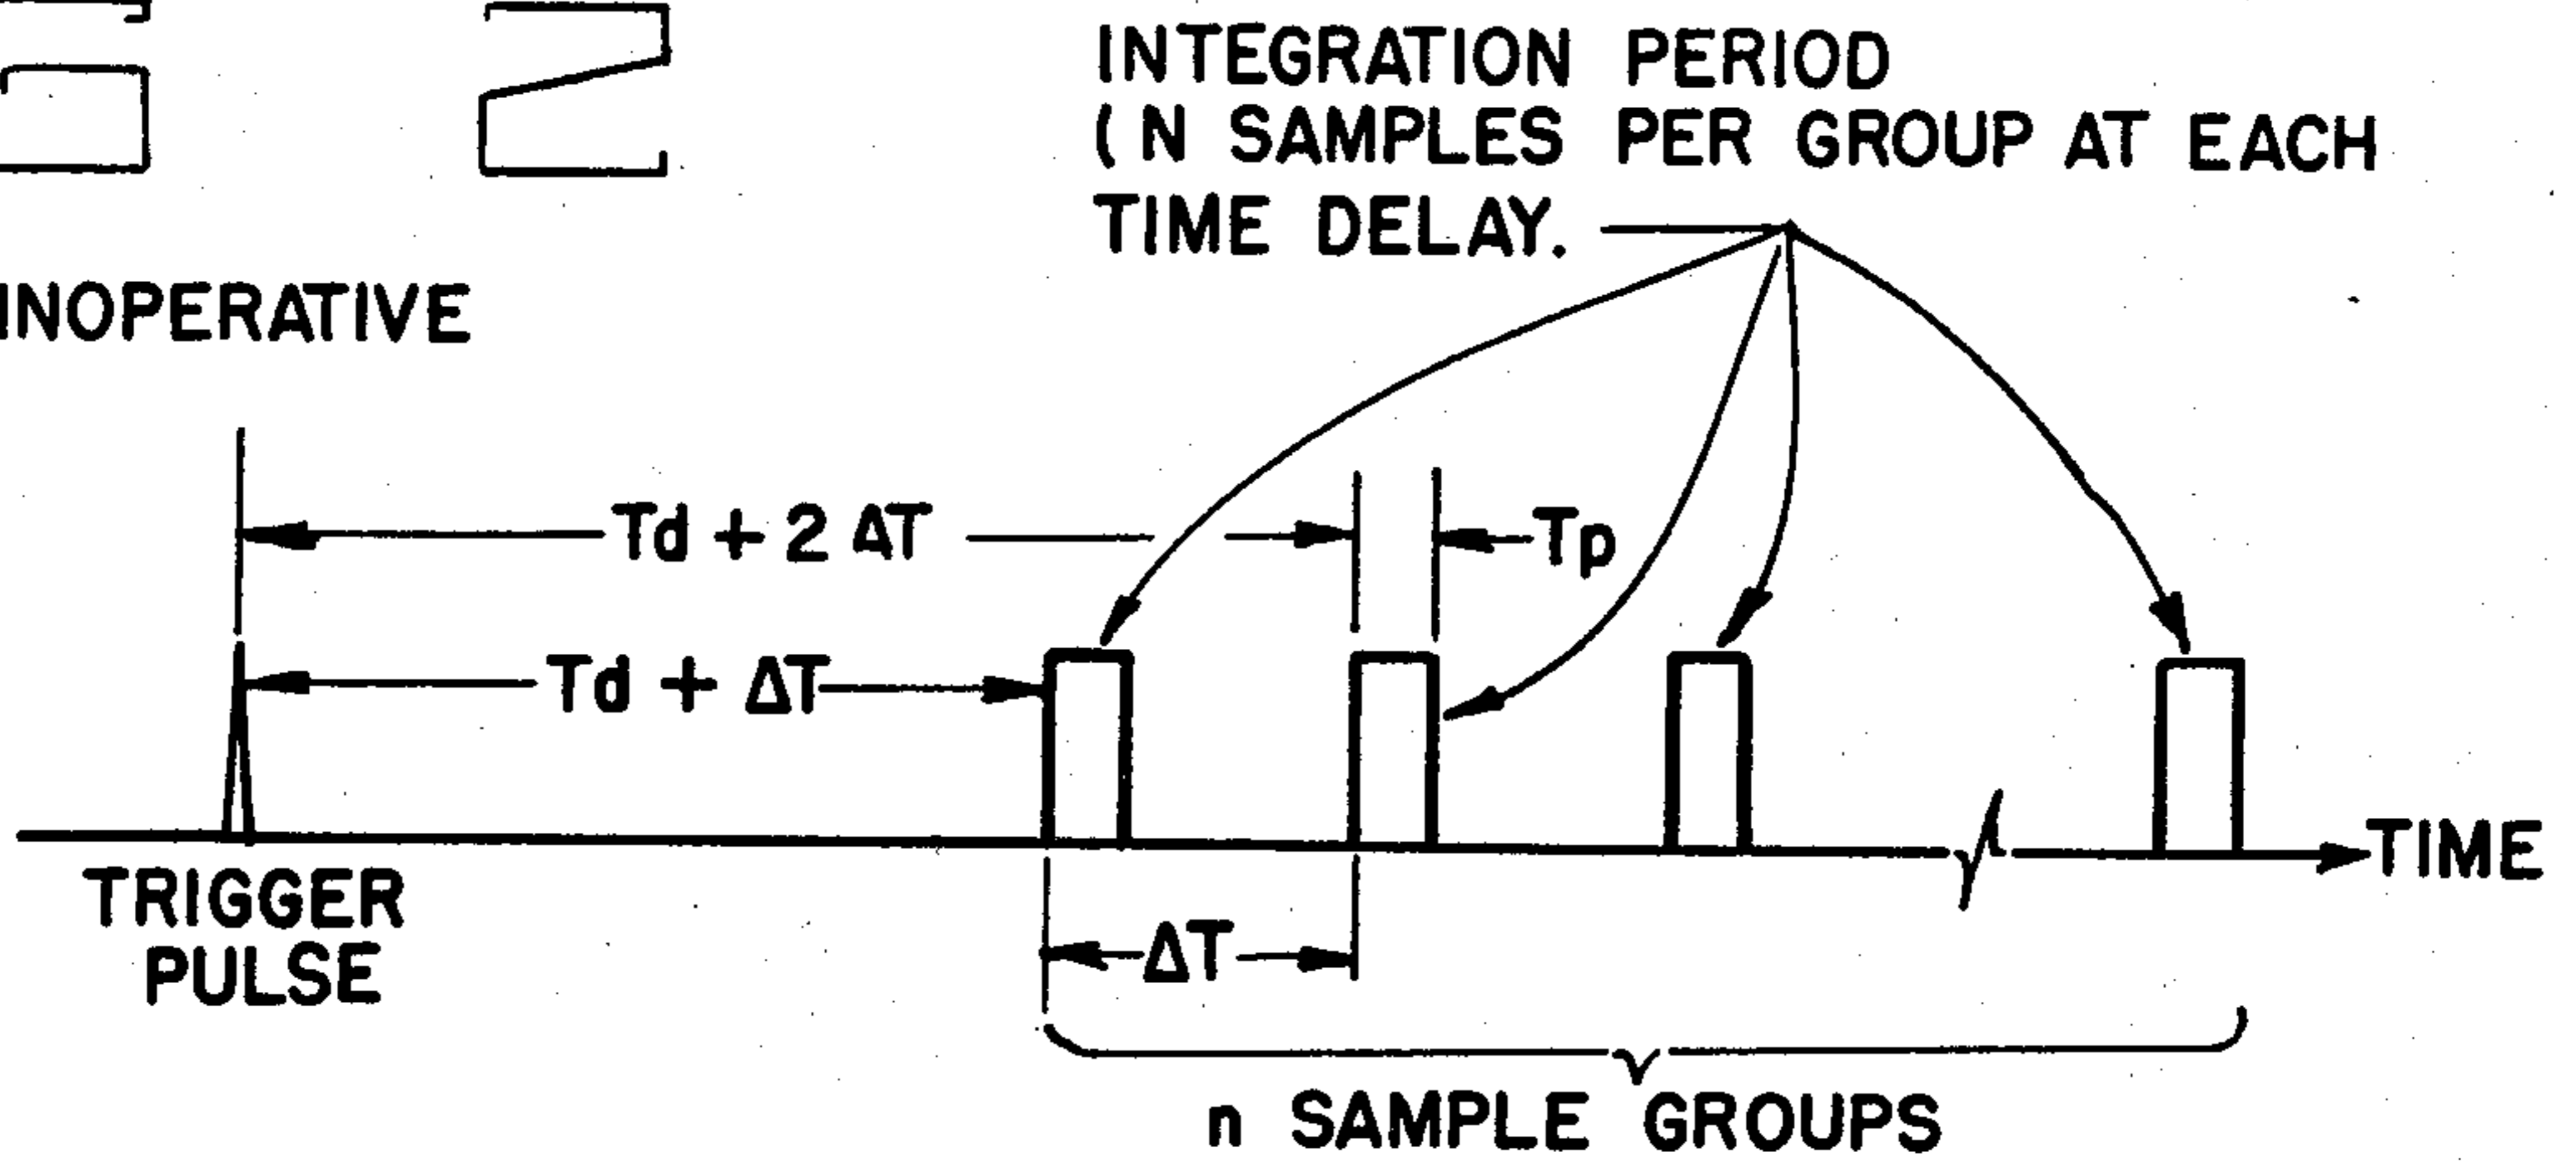 INTEGRATION PERIOD
( N SAMPLES PER GROUP AT EACH
TIME DELAY.
INOPERATIVE
Td + 2 ΔT
Tp
Td + ΔT
TIME
TRIGGER
PULSE
ΔT
n SAMPLE GROUPS